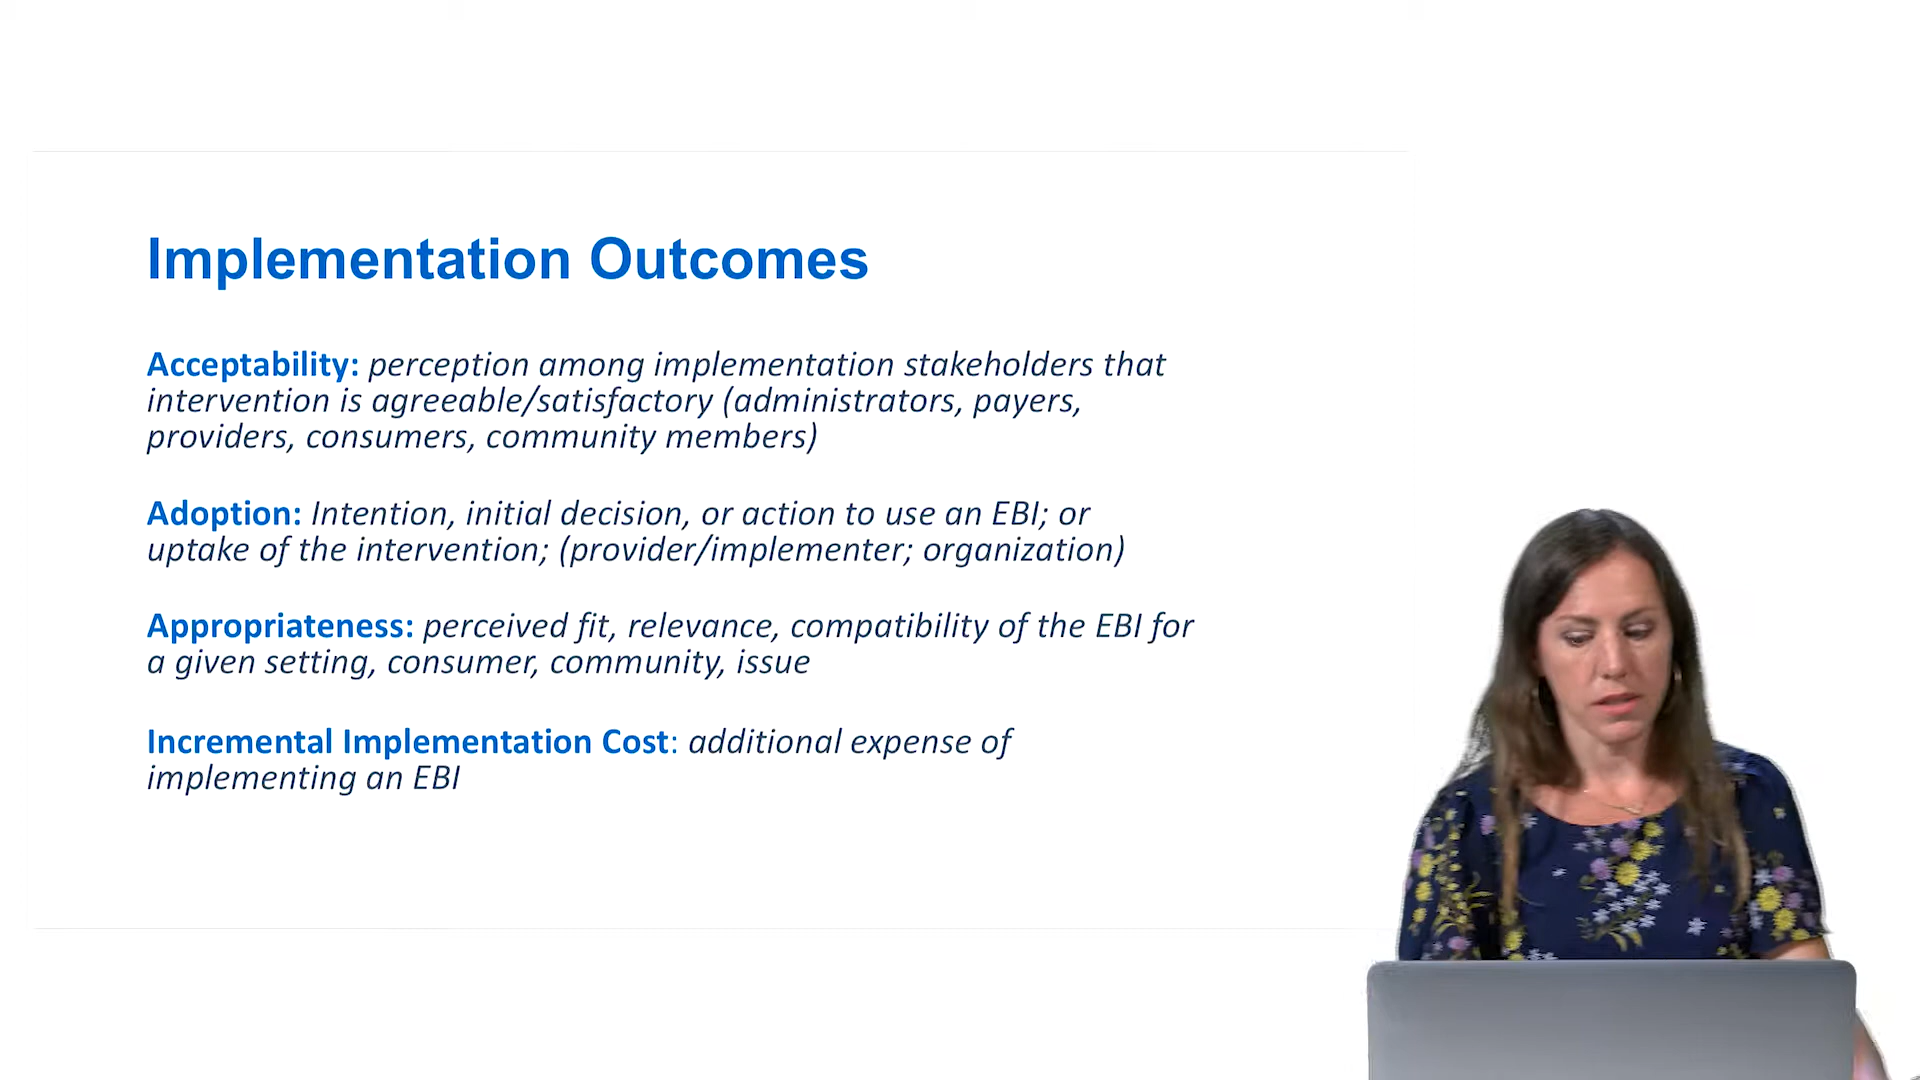 Implementation Outcomes
Acceptability: perception among implementation stakeholders that
intervention is agreeable/satisfactory (administrators, payers,
providers, consumers, community members)
Adoption: Intention, initial decision, or action to use an EBI; or
uptake of the intervention; (provider/implementer; organization)
Appropriateness: perceived fit, relevance, compatibility of the EBI for
a given setting, consumer, community, issue
Incremental Implementation Cost: additional expense of
implementing an EBI